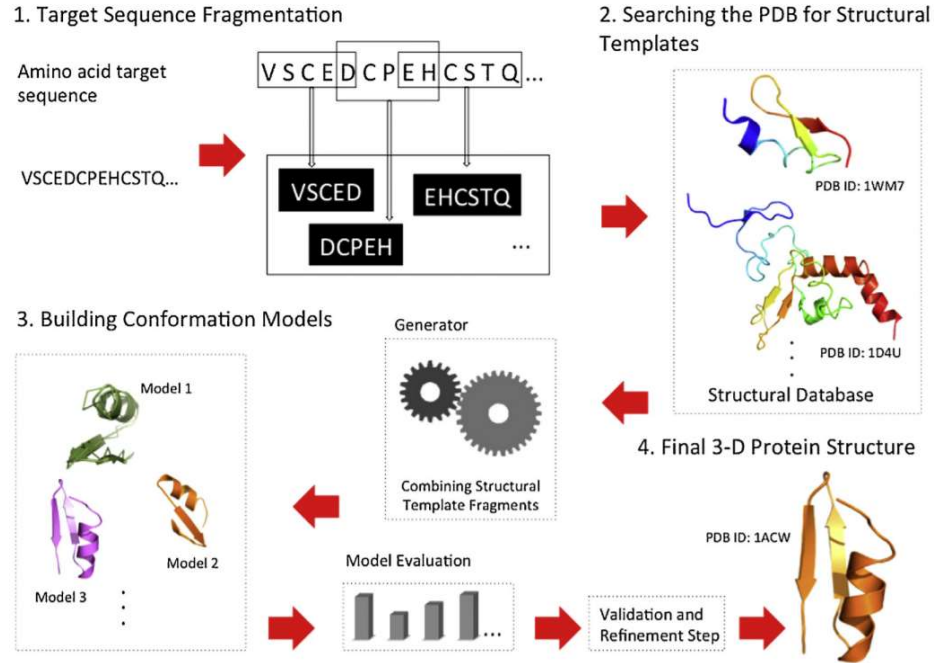 1. Target Sequence Fragmentation
Amino acid target
sequence
VSCEDCPEHCSTQ...
V S C E D C P E H C S T Q ...
VSCED
EHCSTQ
DCPEH
...
2. Searching the PDB for Structural
Templates
PDB ID: 1WM7
PDB ID: 1D4U
Structural Database
3. Building Conformation Models
Model 1
Model 2
Model 3
Generator
Combining Structural
Template Fragments
Model Evaluation
...
Validation and
Refinement Step
4. Final 3-D Protein Structure
PDB ID: 1ACW